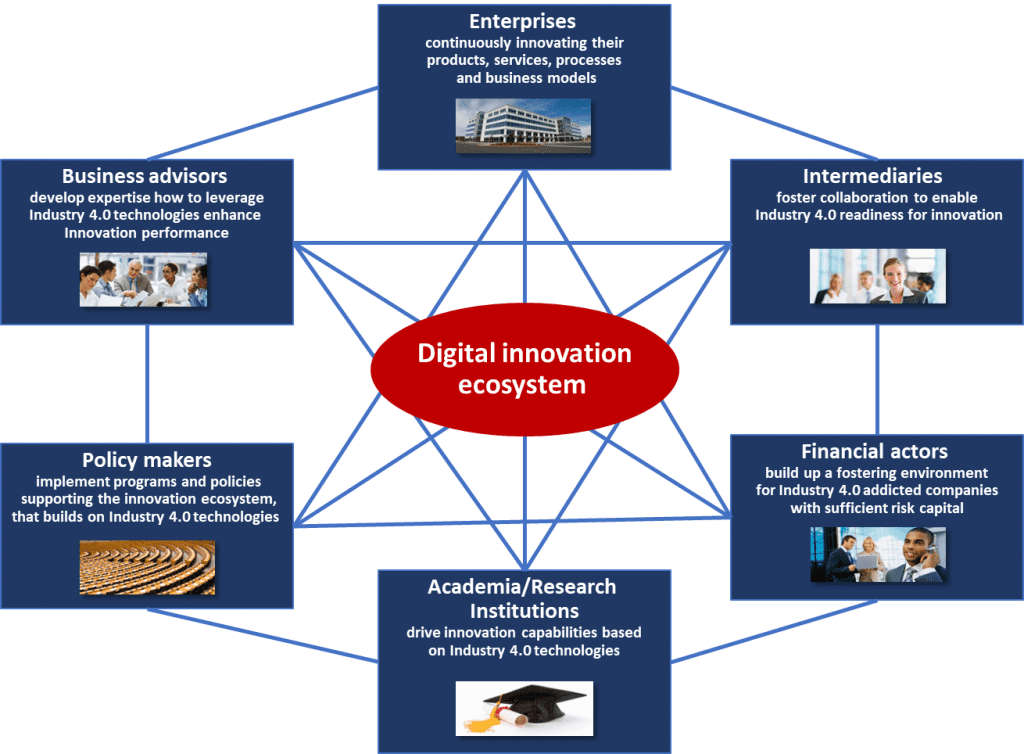 Enterprises
continuously innovating their
products, services, processes
and business models
Business advisors
develop expertise how to leverage
Industry 4.0 technologies enhance
Innovation performance
Intermediaries
foster collaboration to enable
Industry 4.0 readiness for innovation
Digital innovation
ecosystem
Policy makers
implement programs and policies
supporting the innovation ecosystem,
that builds on Industry 4.0 technologies
Financial actors
build up a fostering environment
for Industry 4.0 addicted companies
with sufficient risk capital
Academia/Research
Institutions
drive innovation capabilities based
on Industry 4.0 technologies